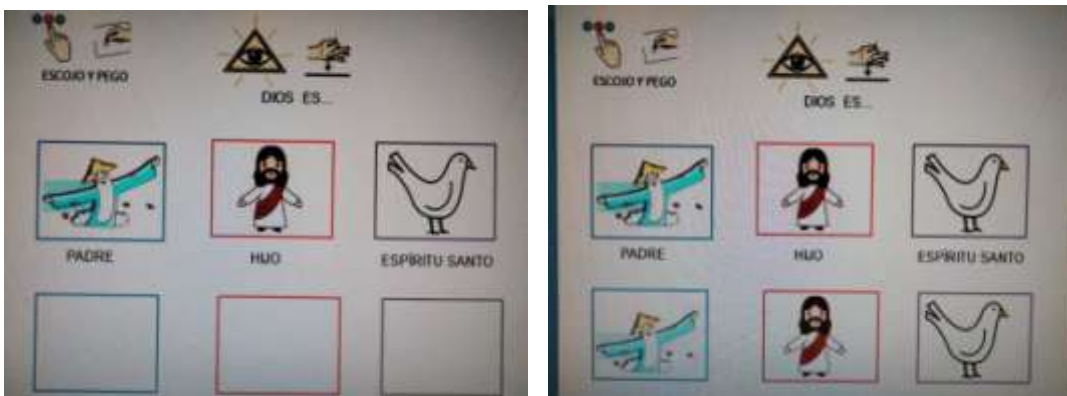 ESCOJO Y PEGO
DIOS ES...
PADRE
HIJO
ESPÍRITU SANTO
ESCOJO Y PEGO
DIOS ES...
PADRE
HIJO
ESPÍRITU SANTO